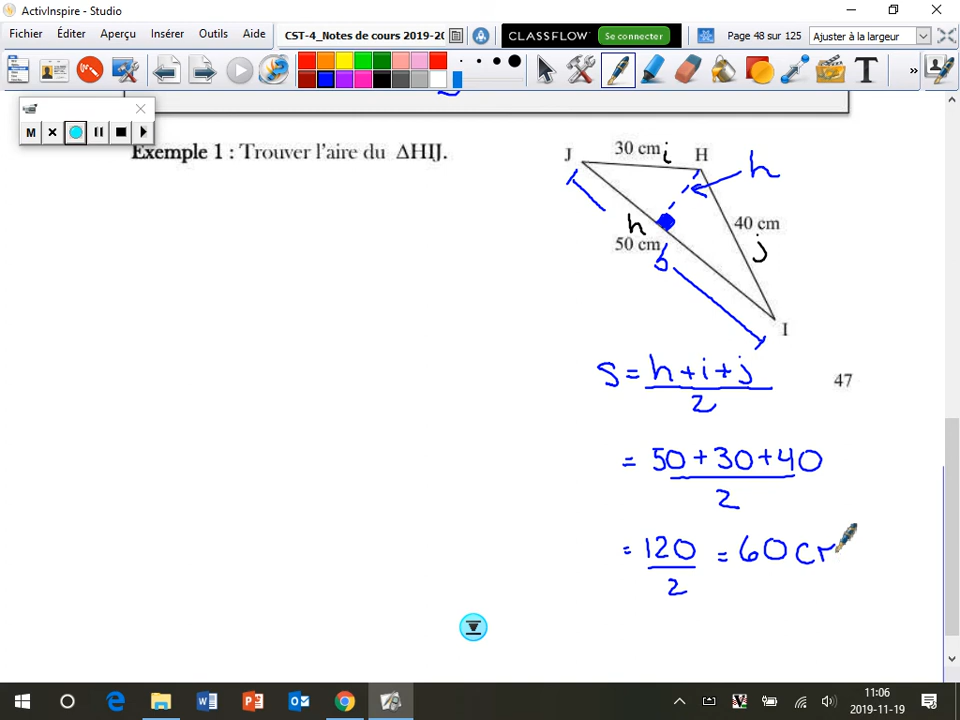 ActivInspire - Studio
Fichier Éditer Aperçu Insérer Outils Aide CST-4_Notes de cours 2019-20 CLASSFLOW Se connecter Page 48 sur 125 Ajuster à la largeur
M
Exemple 1 : Trouver l'aire du ΔHIJ.
J 30 cm i H h
h 40 cm
50 cm j
b
I
s = h+i+j
2
47
= 50+30+40
2
= 120 = 60 cm
2
11:06
2019-11-19